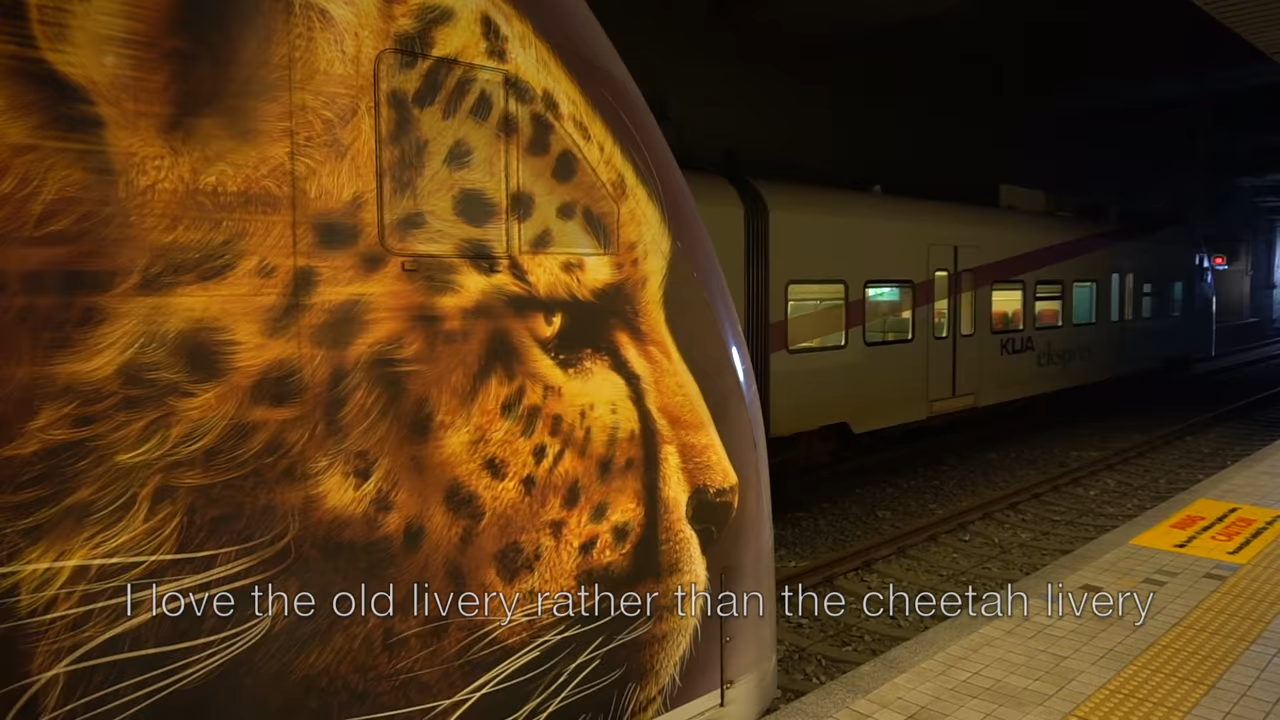 KLIA
ekspres
AWAS
CAUTION
I love the old livery rather than the cheetah livery